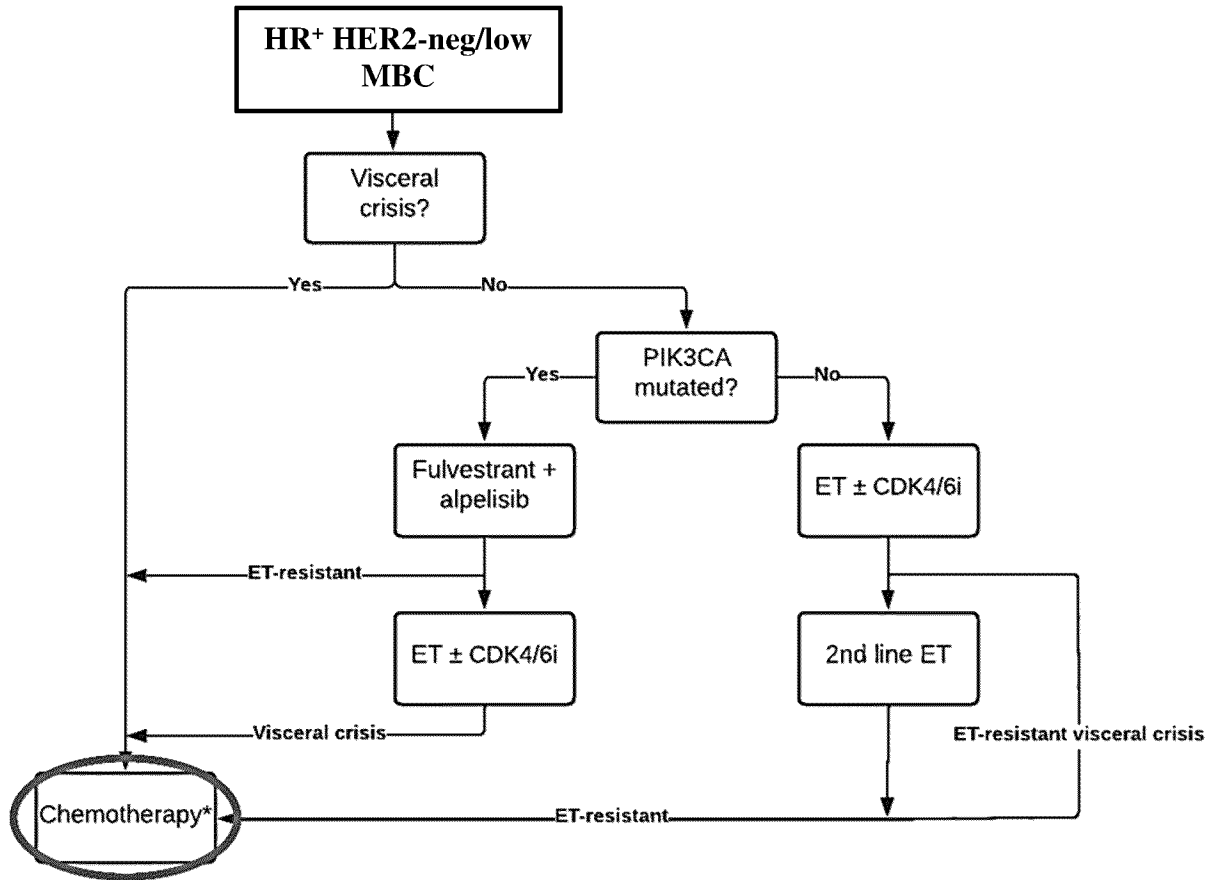 HR⁺ HER2-neg/low
MBC
Visceral
crisis?
Yes
No
PIK3CA
mutated?
Yes
No
Fulvestrant +
alpelisib
ET ± CDK4/6i
ET-resistant
ET ± CDK4/6i
2nd line ET
Visceral crisis
ET-resistant visceral crisis
Chemotherapy*
ET-resistant